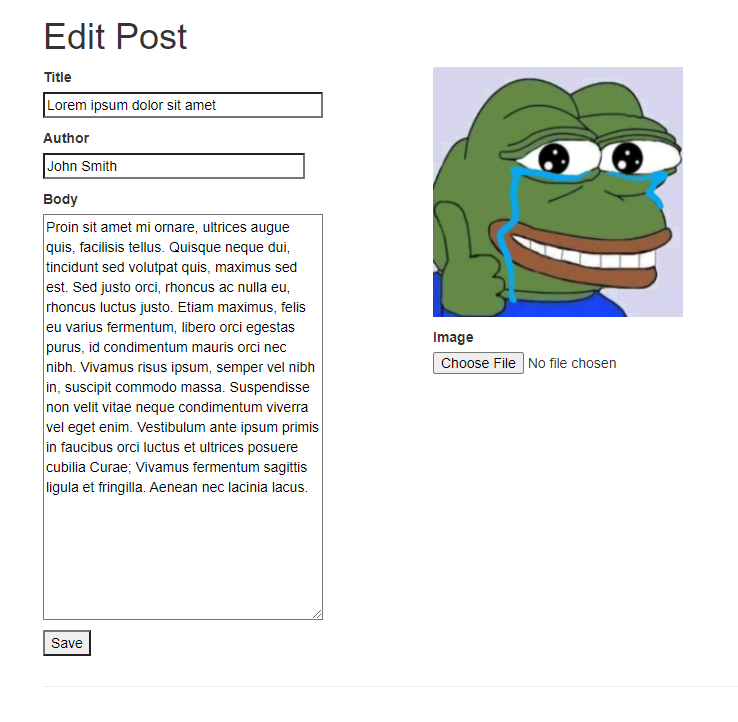 Edit Post
Title
Lorem ipsum dolor sit amet
Author
John Smith
Body
Proin sit amet mi ornare, ultrices augue
quis, facilisis tellus. Quisque neque dui,
tincidunt sed volutpat quis, maximus sed
est. Sed justo orci, rhoncus ac nulla eu,
rhoncus luctus justo. Etiam maximus, felis
eu varius fermentum, libero orci egestas
purus, id condimentum mauris orci nec
nibh. Vivamus risus ipsum, semper vel nibh
in, suscipit commodo massa. Suspendisse
non velit vitae neque condimentum viverra
vel eget enim. Vestibulum ante ipsum primis
in faucibus orci luctus et ultrices posuere
cubilia Curae; Vivamus fermentum sagittis
ligula et fringilla. Aenean nec lacinia lacus.
Save
Image
Choose File No file chosen